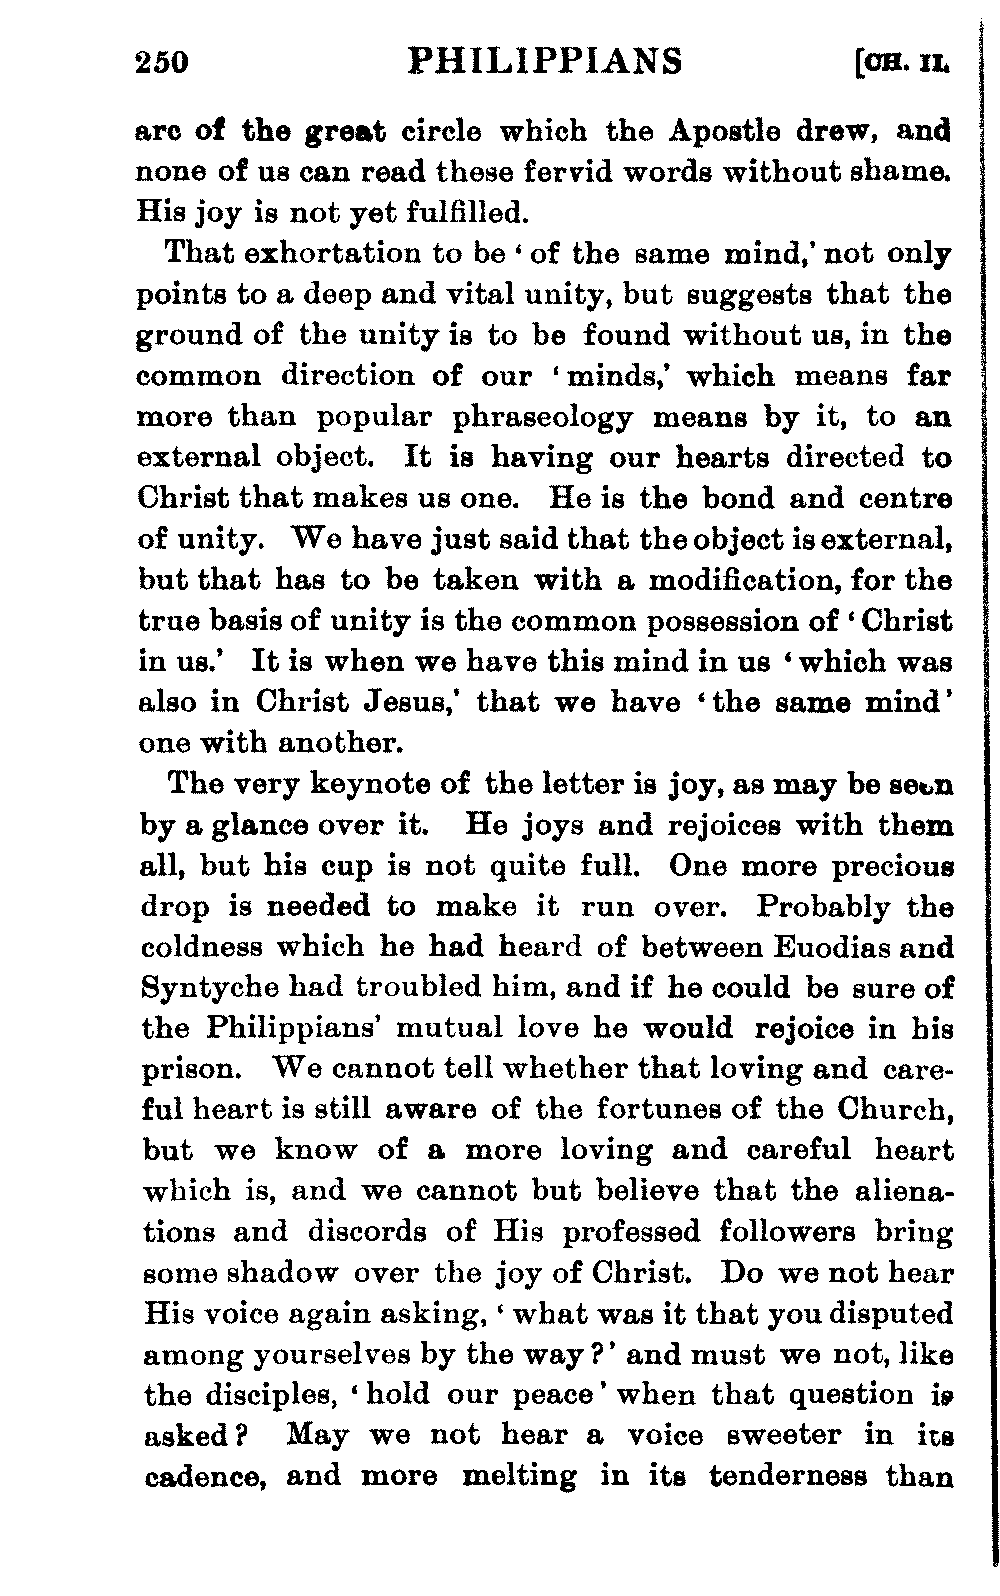 250 PHILIPPIANS [CH. II.
arc of the great circle which the Apostle drew, and
none of us can read these fervid words without shame.
His joy is not yet fulfilled.
That exhortation to be ‘of the same mind,’ not only
points to a deep and vital unity, but suggests that the
ground of the unity is to be found without us, in the
common direction of our ‘minds,’ which means far
more than popular phraseology means by it, to an
external object. It is having our hearts directed to
Christ that makes us one. He is the bond and centre
of unity. We have just said that the object is external,
but that has to be taken with a modification, for the
true basis of unity is the common possession of ‘Christ
in us.’ It is when we have this mind in us ‘which was
also in Christ Jesus,’ that we have ‘the same mind’
one with another.
The very keynote of the letter is joy, as may be seen
by a glance over it. He joys and rejoices with them
all, but his cup is not quite full. One more precious
drop is needed to make it run over. Probably the
coldness which he had heard of between Euodias and
Syntyche had troubled him, and if he could be sure of
the Philippians’ mutual love he would rejoice in his
prison. We cannot tell whether that loving and care-
ful heart is still aware of the fortunes of the Church,
but we know of a more loving and careful heart
which is, and we cannot but believe that the aliena-
tions and discords of His professed followers bring
some shadow over the joy of Christ. Do we not hear
His voice again asking, ‘what was it that you disputed
among yourselves by the way?’ and must we not, like
the disciples, ‘hold our peace’ when that question is
asked? May we not hear a voice sweeter in its
cadence, and more melting in its tenderness than